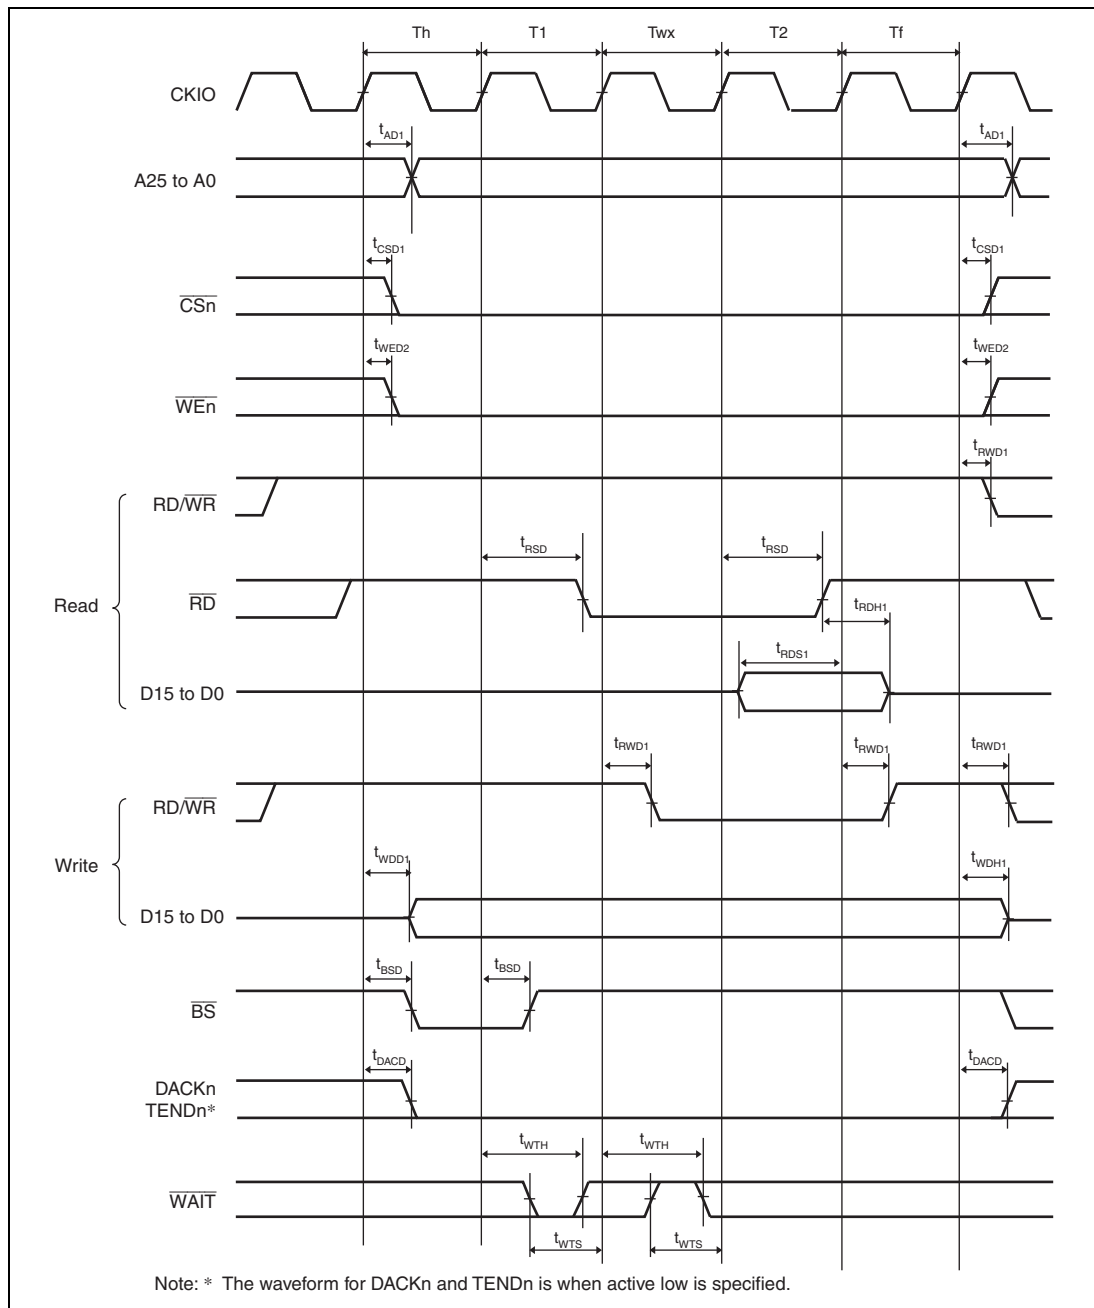 Th T1 Twx T2 Tf
CKIO
tAD1 tAD1
A25 to A0
tCSD1 tCSD1
CSn
tWED2 tWED2
WEn
tRWD1
RD/WR
tRSD tRSD
Read
RD
tRDH1
tRDS1
D15 to D0
tRWD1 tRWD1 tRWD1
RD/WR
Write
tWDD1 tWDH1
D15 to D0
tBSD tBSD
BS
tDACD tDACD
DACKn
TENDn*
tWTH tWTH
WAIT
tWTS tWTS
Note: * The waveform for DACKn and TENDn is when active low is specified.